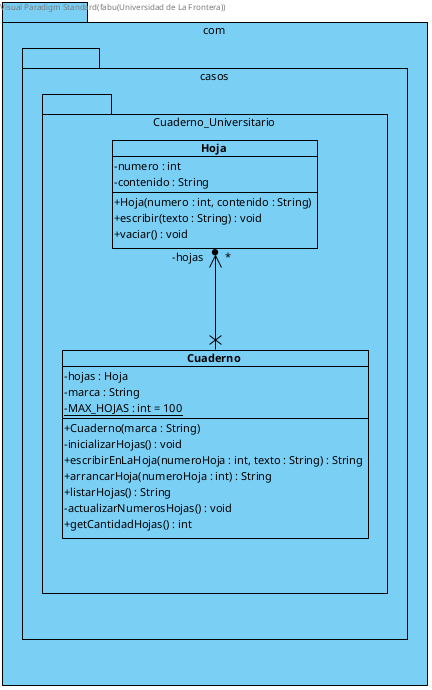 Visual Paradigm Standard(fabu(Universidad de La Frontera))
com
casos
Cuaderno_Universitario
Hoja
-numero : int
-contenido : String
+Hoja(numero : int, contenido : String)
+escribir(texto : String) : void
+vaciar() : void
-hojas *
Cuaderno
-hojas : Hoja
-marca : String
-MAX_HOJAS : int = 100
+Cuaderno(marca : String)
-inicializarHojas() : void
+escribirEnLaHoja(numeroHoja : int, texto : String) : String
+arrancarHoja(numeroHoja : int) : String
+listarHojas() : String
-actualizarNumerosHojas() : void
+getCantidadHojas() : int